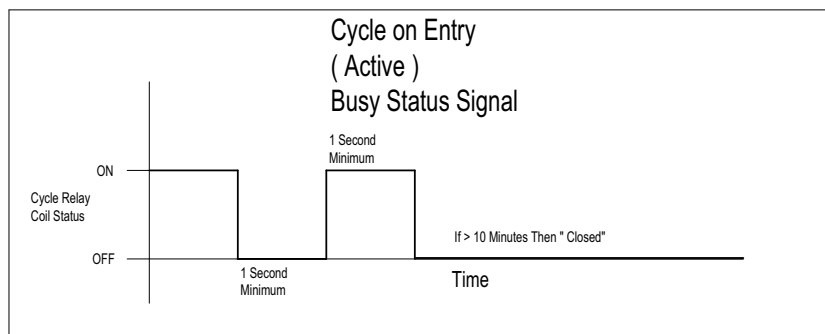 Cycle on Entry
( Active )
Busy Status Signal
1 Second
Minimum
ON
Cycle Relay
Coil Status
If > 10 Minutes Then " Closed"
OFF
1 Second
Minimum
Time